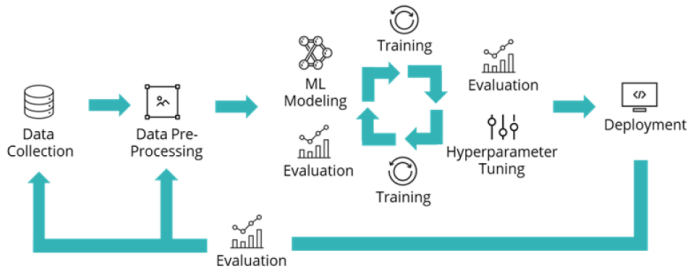 Data
Collection
Data Pre-
Processing
ML
Modeling
Training
Evaluation
Evaluation
Training
Hyperparameter
Tuning
</>
Deployment
Evaluation